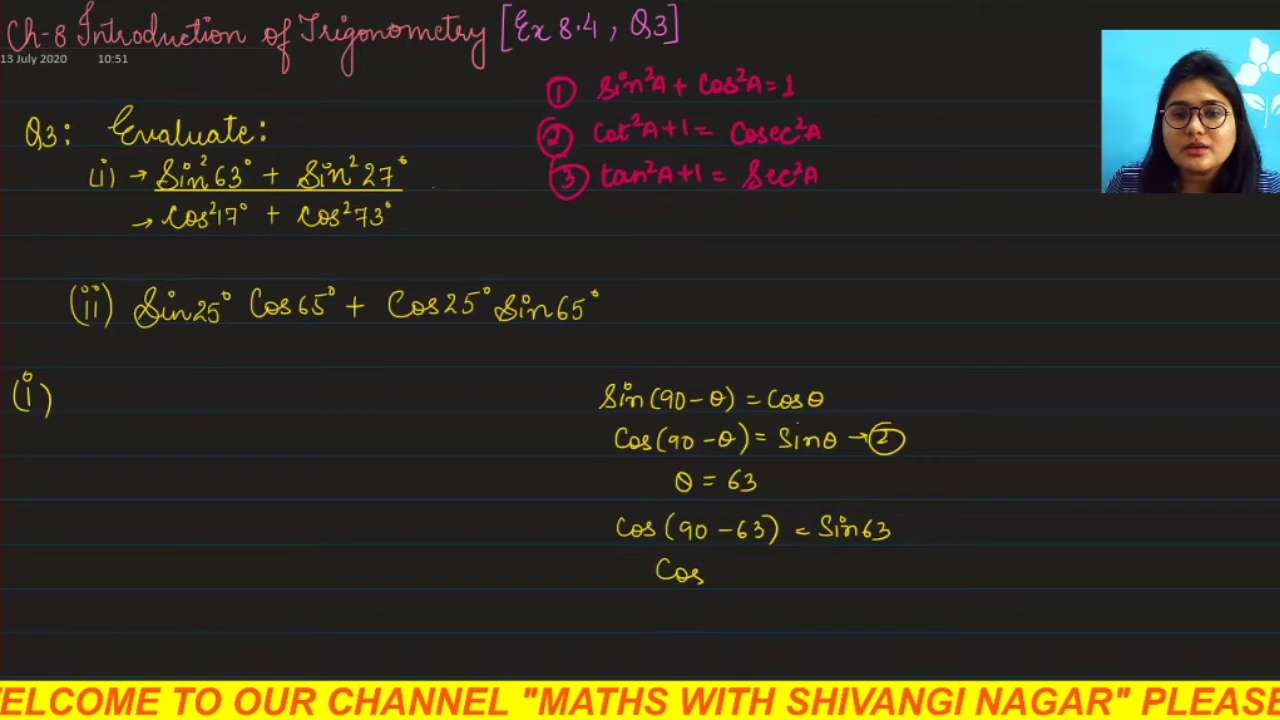 Ch-8 Introduction of Trigonometry [Ex 8.4, Q3]
13 July 2020 10:51
① Sin²A + Cos²A = 1
② Cot²A + 1 = Cosec²A
③ tan²A + 1 = Sec²A
Q3: Evaluate:
(i) → Sin²63° + Sin²27°
→ Cos²17° + Cos²73°
(ii) Sin25° Cos65° + Cos25° Sin65°
(i)
Sin(90 - θ) = Cosθ
Cos(90 - θ) = Sinθ → ②
θ = 63
Cos(90 - 63) = Sin63
Cos
WELCOME TO OUR CHANNEL "MATHS WITH SHIVANGI NAGAR" PLEASE